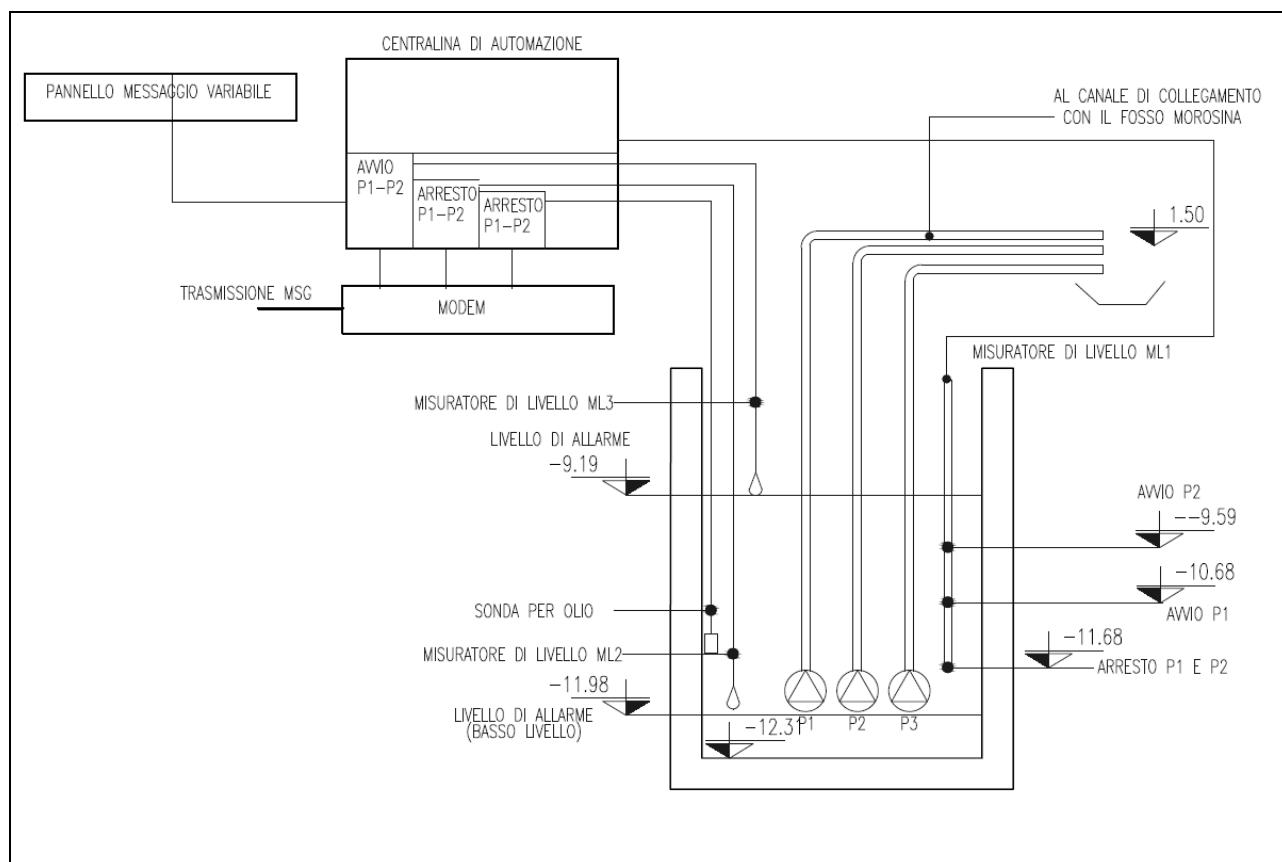 CENTRALINA DI AUTOMAZIONE
PANNELLO MESSAGGIO VARIABILE
AL CANALE DI COLLEGAMENTO
CON IL FOSSO MOROSINA
AVVIO
P1-P2
ARRESTO
P1-P2
ARRESTO
P1-P2
1.50
TRASMISSIONE MSG
MODEM
MISURATORE DI LIVELLO ML1
MISURATORE DI LIVELLO ML3
LIVELLO DI ALLARME
-9.19
AVVIO P2
--9.59
-10.68
AVVIO P1
SONDA PER OLIO
-11.68
MISURATORE DI LIVELLO ML2
ARRESTO P1 E P2
-11.98
LIVELLO DI ALLARME
(BASSO LIVELLO)
-12.31
P1
P2
P3